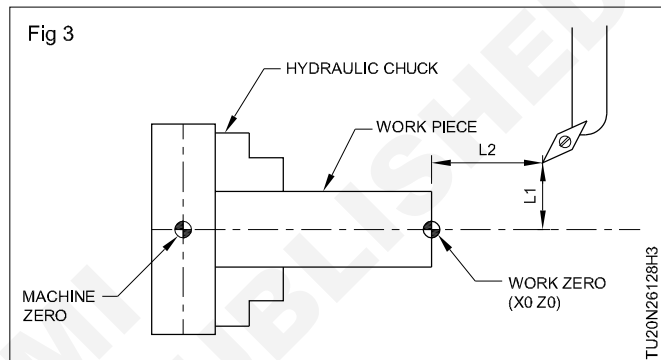 Fig 3
HYDRAULIC CHUCK
WORK PIECE
L2
L1
MACHINE
ZERO
WORK ZERO
(X0 Z0)
TU20N26128H3